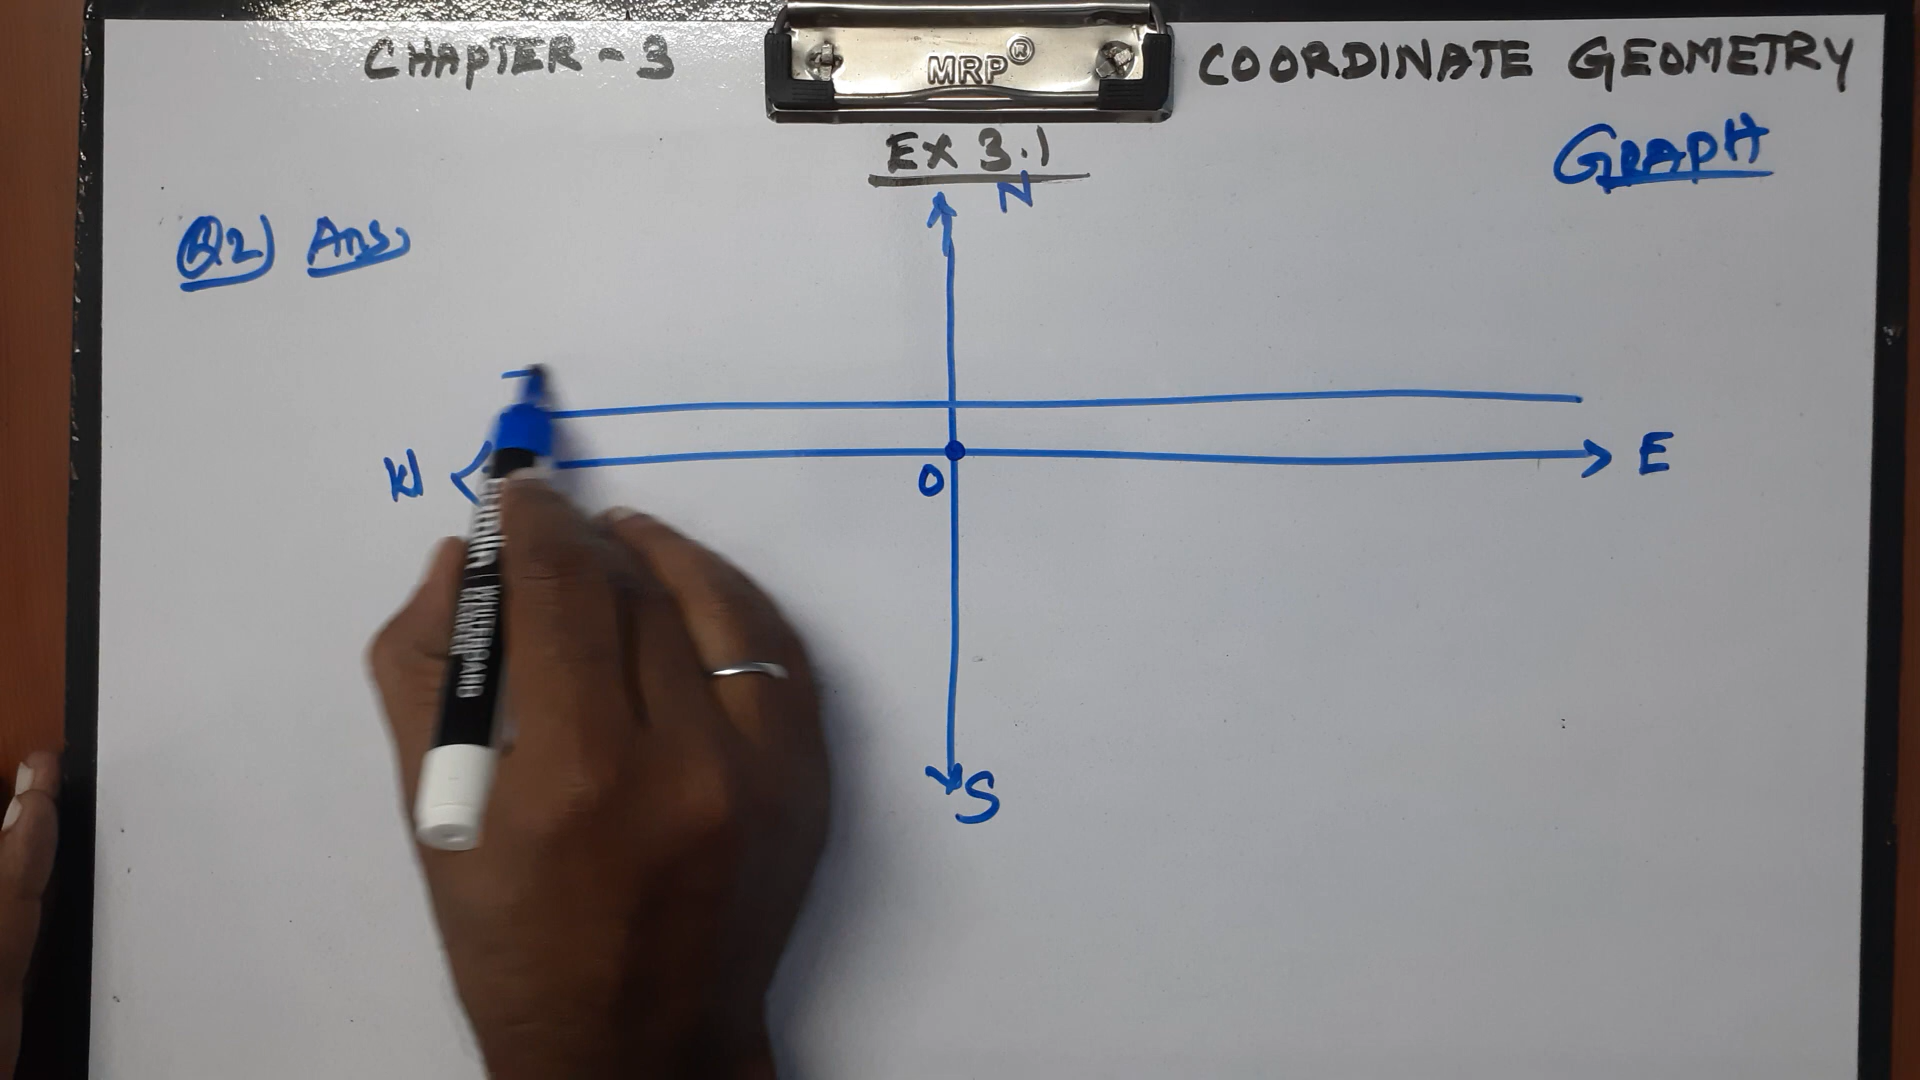 CHAPTER - 3 MRP® COORDINATE GEOMETRY
Ex 3.1
GRAPH
N
Q2) Ans,
W E
O
S